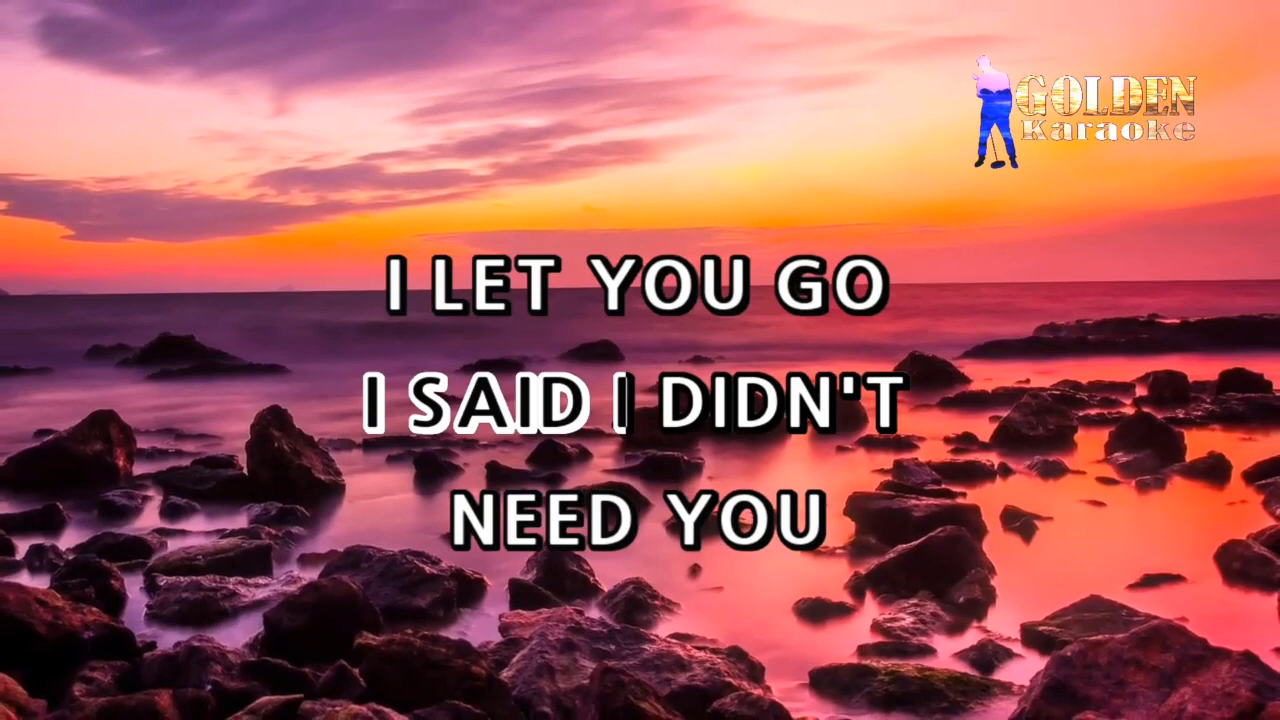 GOLDEN
Karaoke
I LET YOU GO
I SAID I DIDN'T
NEED YOU